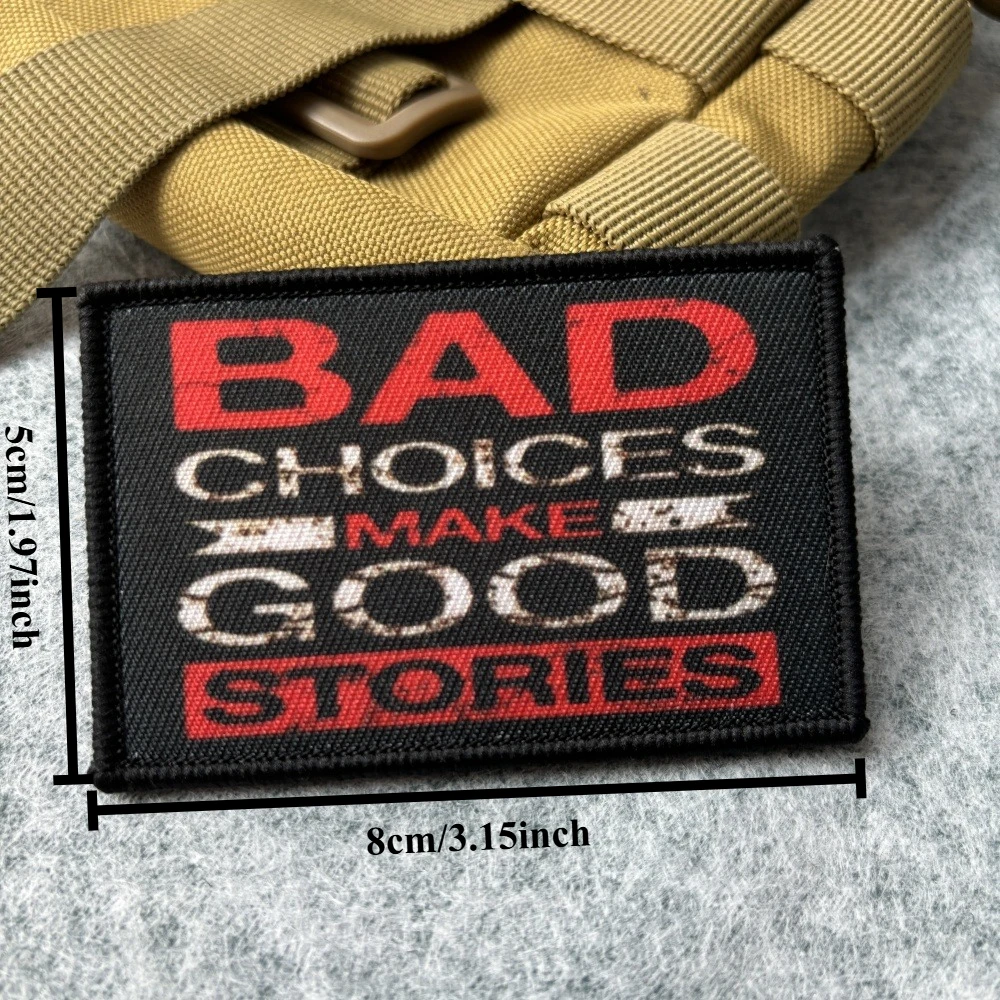 BAD
CHOICES
MAKE
GOOD
STORIES
5cm/1.97inch
8cm/3.15inch